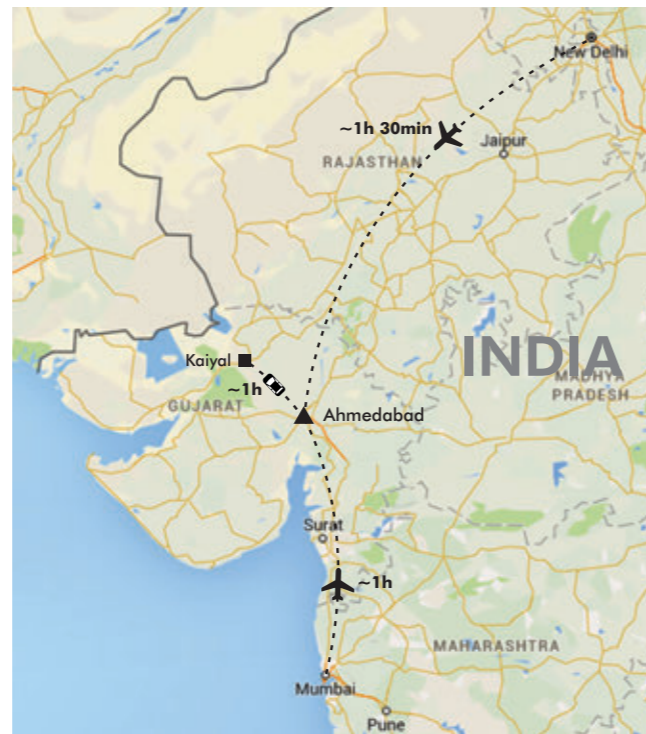 New Delhi
~1h 30min
Jaipur
RAJASTHAN
INDIA
Kaiyal
~1h
MADHYA
PRADESH
GUJARAT
Ahmedabad
Surat
~1h
MAHARASHTRA
Mumbai
Pune